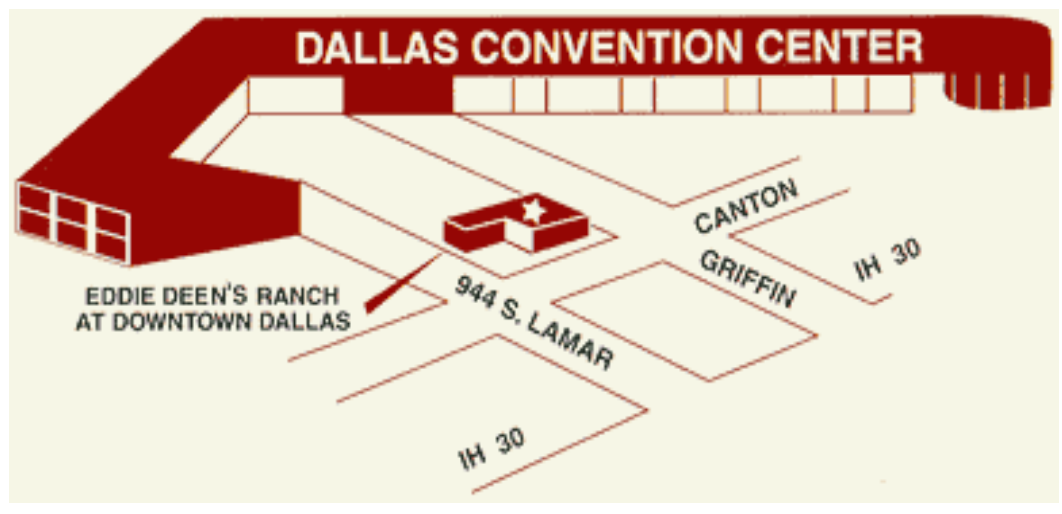 DALLAS CONVENTION CENTER
CANTON
GRIFFIN
IH 30
EDDIE DEEN'S RANCH
AT DOWNTOWN DALLAS
944 S. LAMAR
IH 30